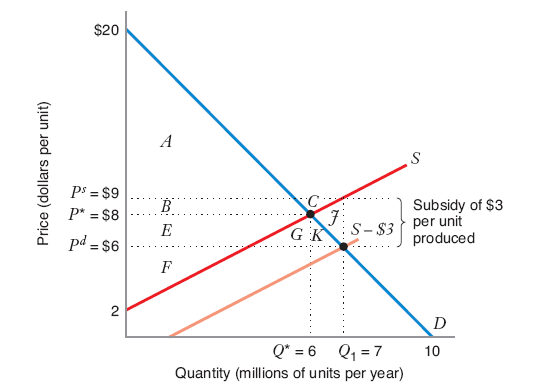 $20
Price (dollars per unit)
A
S
Pˢ = $9
B
C
P* = $8
J
Subsidy of $3
per unit
produced
E
G K
S – $3
Pᵈ = $6
F
2
D
Q* = 6
Q₁ = 7
10
Quantity (millions of units per year)